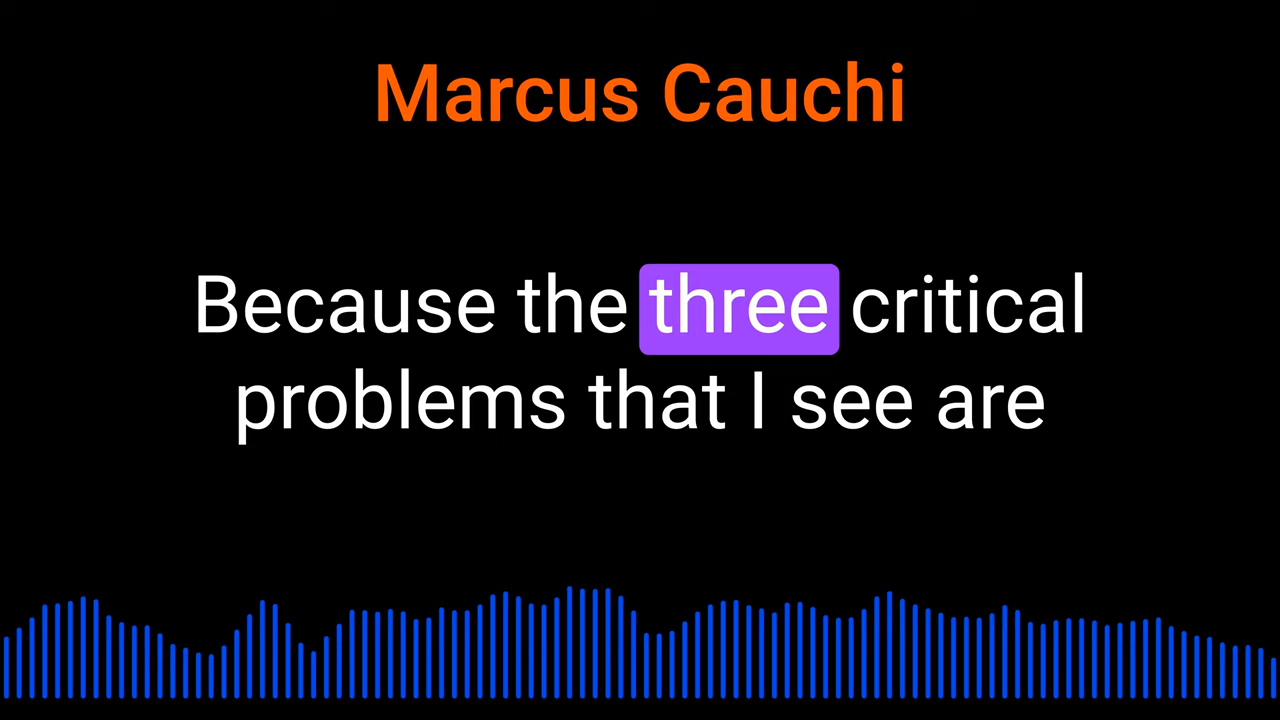 Marcus Cauchi
Because the three critical
problems that I see are